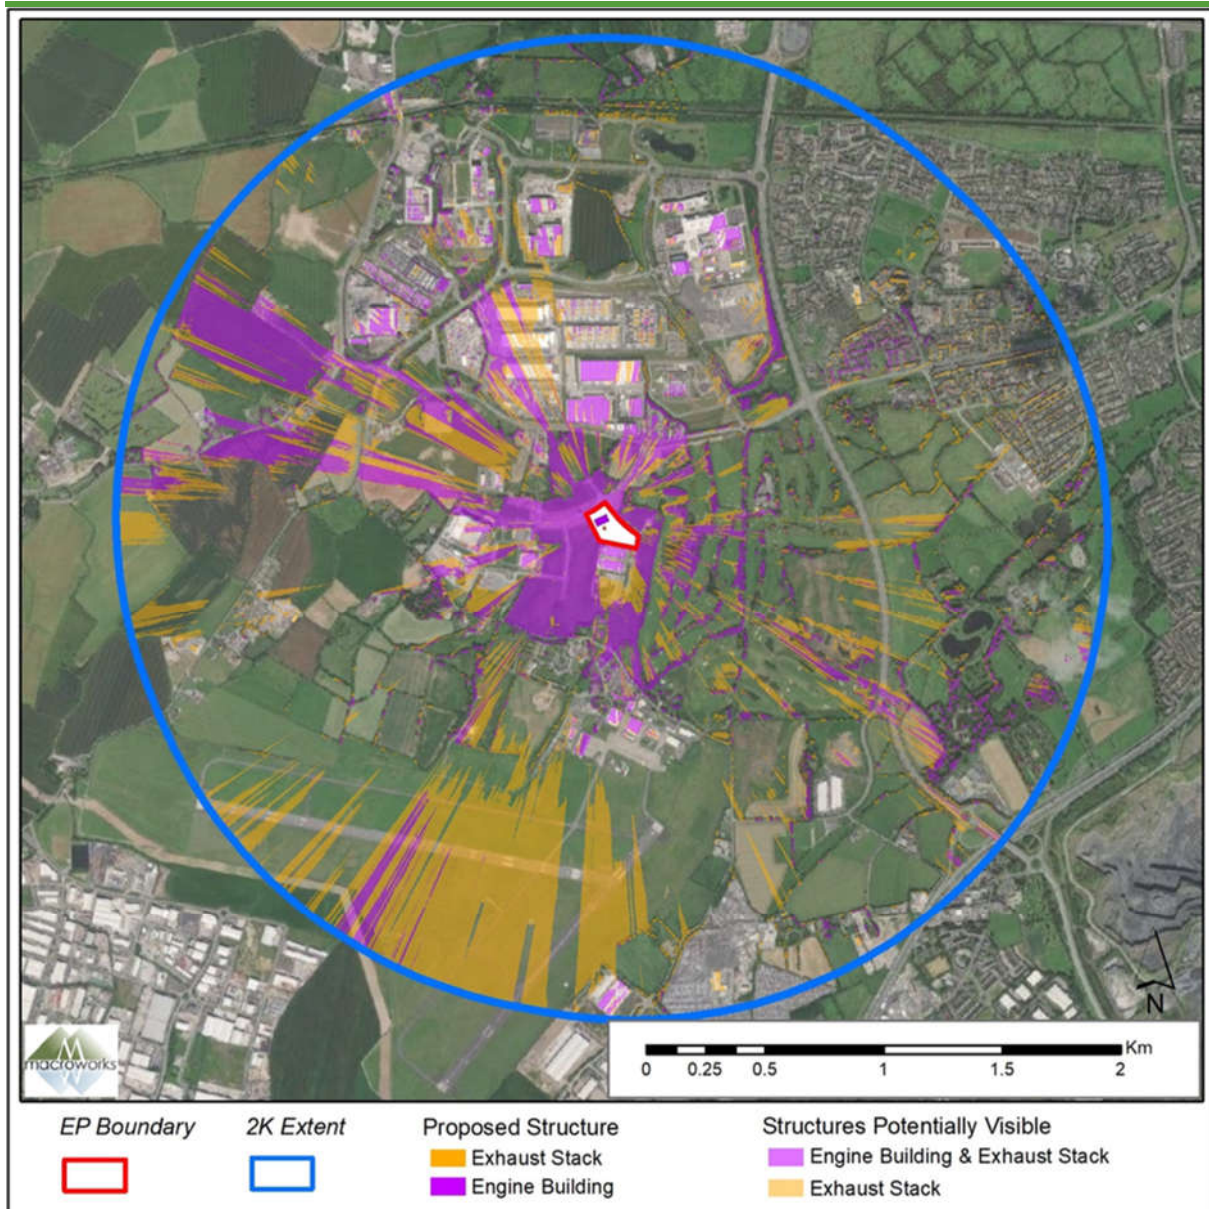 N
macroworks
Km
0 0.25 0.5 1 1.5 2
EP Boundary
2K Extent
Proposed Structure
Exhaust Stack
Engine Building
Structures Potentially Visible
Engine Building & Exhaust Stack
Exhaust Stack